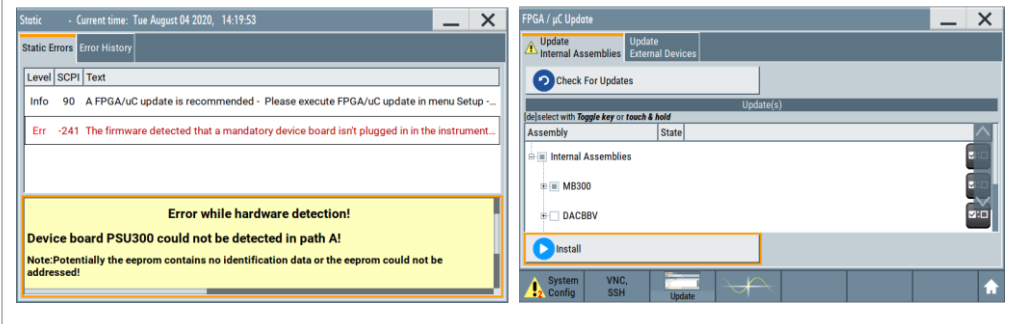 Static - Current time: Tue August 04 2020, 14:19:53
Static Errors Error History
Level SCPI Text
Info 90 A FPGA/uC update is recommended - Please execute FPGA/uC update in menu Setup -...
Err -241 The firmware detected that a mandatory device board isn't plugged in in the instrument...
Error while hardware detection!
Device board PSU300 could not be detected in path A!
Note:Potentially the eeprom contains no identification data or the eeprom could not be
addressed!
FPGA / µC Update
Update
Internal Assemblies
Update
External Devices
Check For Updates
Update(s)
[de]select with Toggle key or touch & hold
Assembly State
Internal Assemblies
MB300
DACBBV
Install
2
System
Config
VNC,
SSH
Update